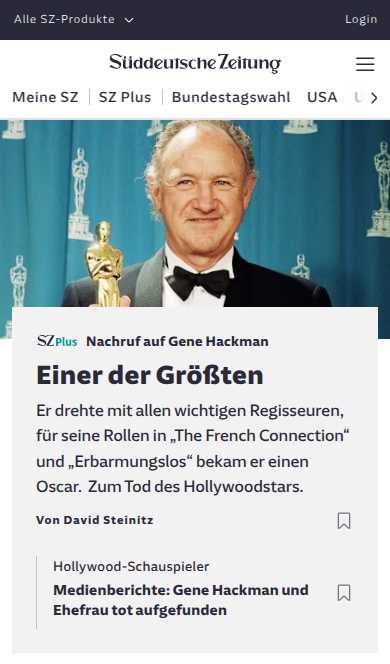 Alle SZ-Produkte
Login
Süddeutsche Zeitung
Meine SZ
SZ Plus
Bundestagswahl
USA
SZ Plus Nachruf auf Gene Hackman
Einer der Größten
Er drehte mit allen wichtigen Regisseuren,
für seine Rollen in „The French Connection“
und „Erbarmungslos“ bekam er einen
Oscar. Zum Tod des Hollywoodstars.
Von David Steinitz
Hollywood-Schauspieler
Medienberichte: Gene Hackman und
Ehefrau tot aufgefunden